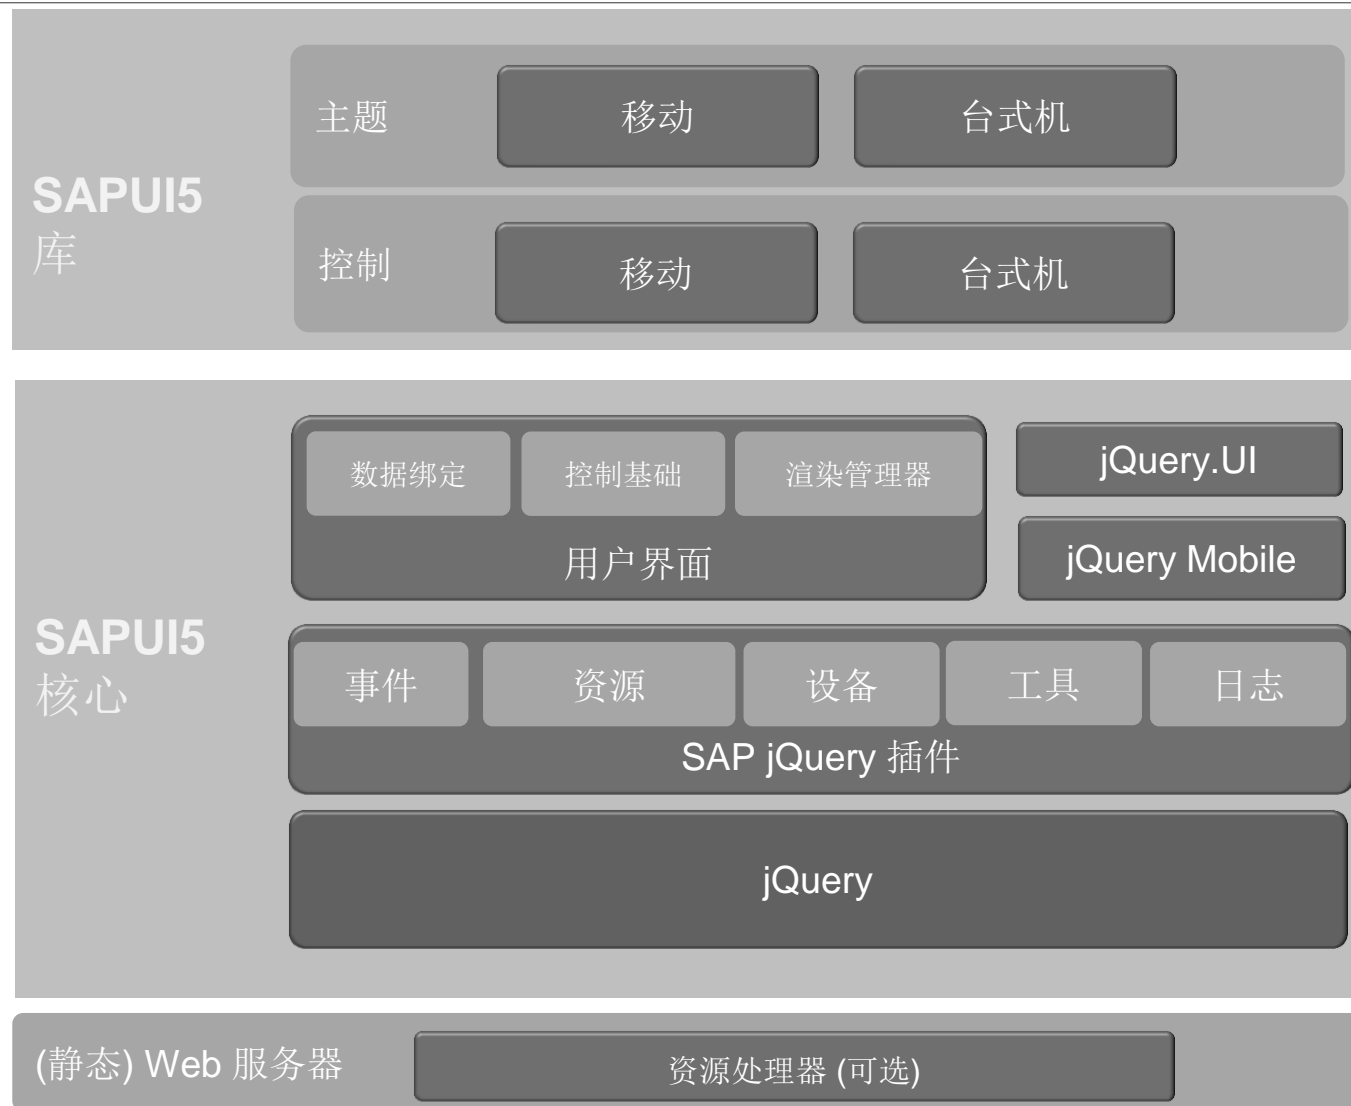 主题
移动
台式机
SAPUI5
库
控制
移动
台式机
数据绑定
控制基础
渲染管理器
用户界面
jQuery.UI
jQuery Mobile
SAPUI5
核心
事件
资源
设备
工具
日志
SAP jQuery 插件
jQuery
(静态) Web 服务器
资源处理器 (可选)